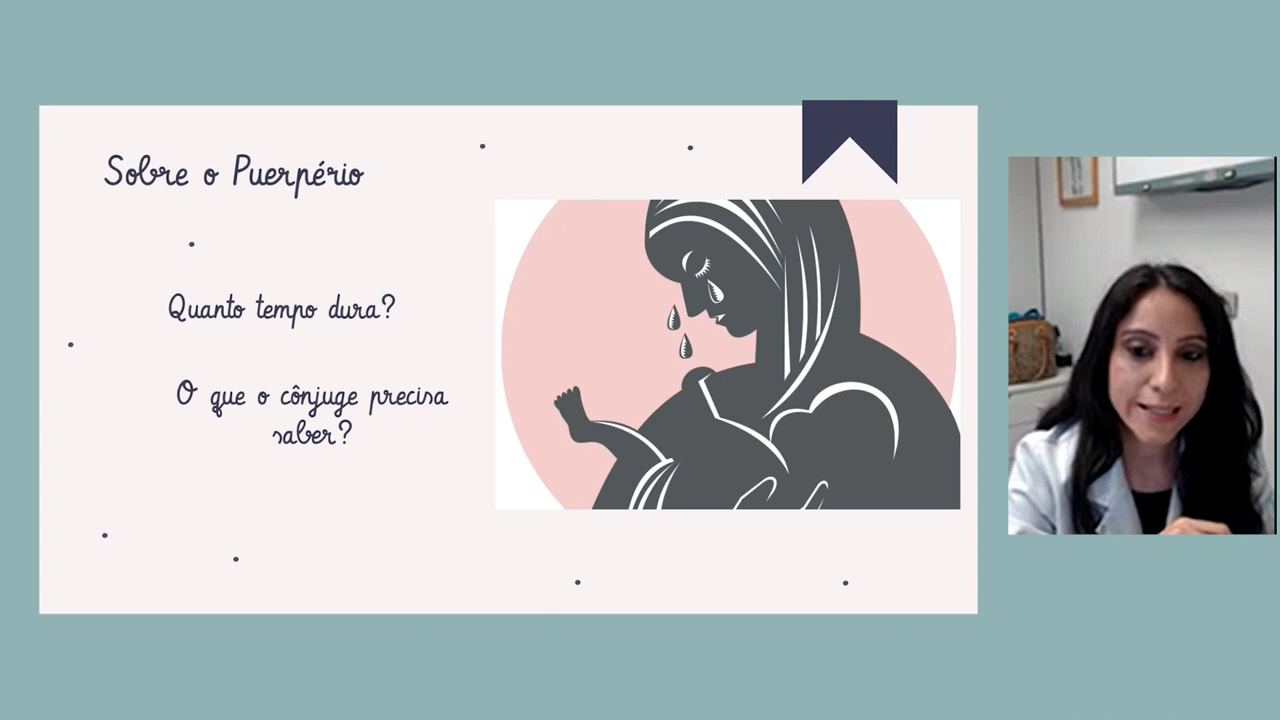 Sobre o Puerpério
Quanto tempo dura?
O que o cônjuge precisa
saber?